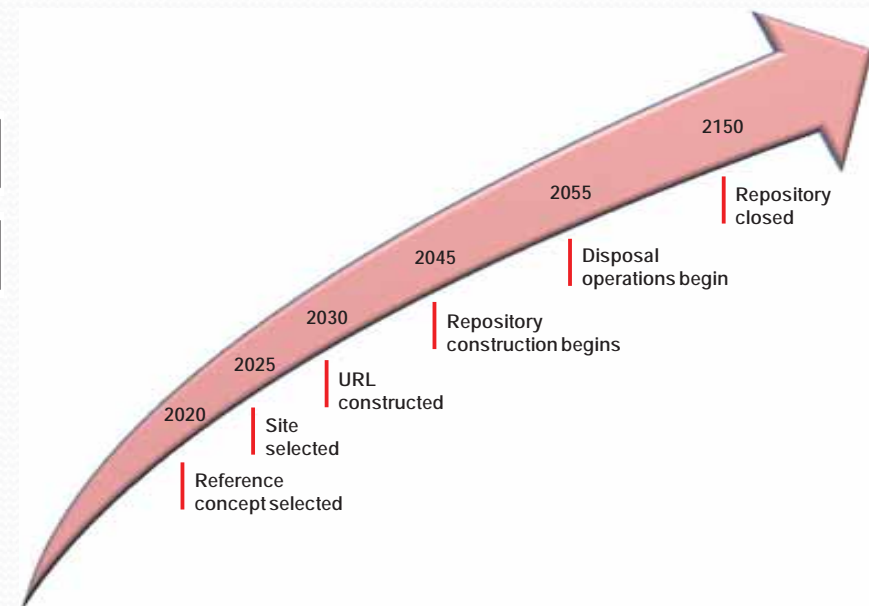 2020
Reference
concept selected
2025
Site
selected
2030
URL
constructed
2045
Repository
construction begins
2055
Disposal
operations begin
2150
Repository
closed